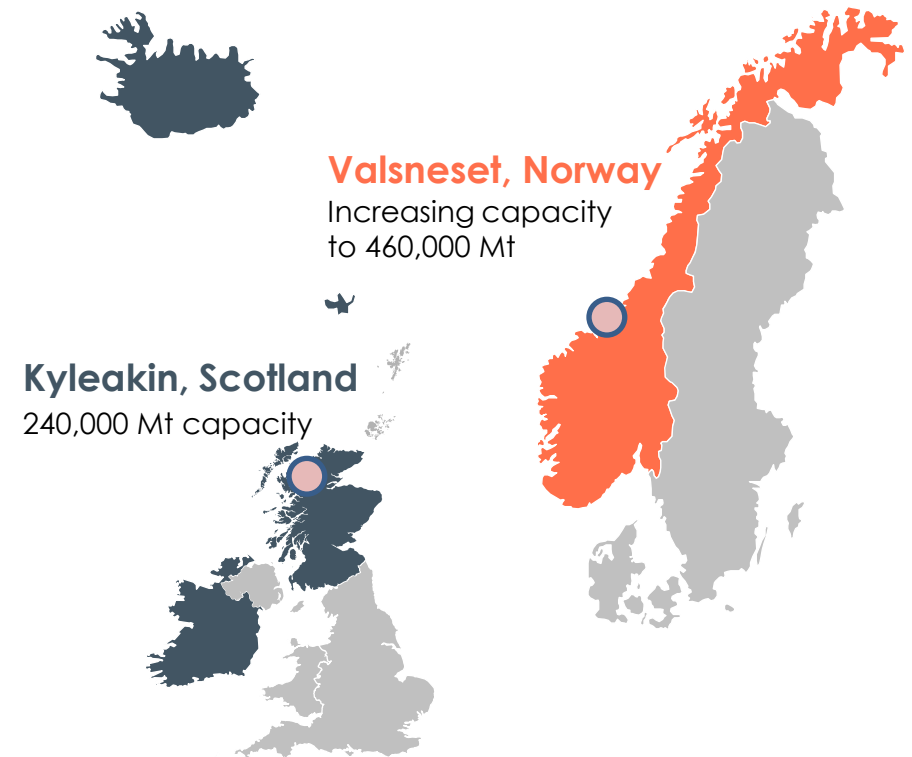 Valsneset, Norway
Increasing capacity
to 460,000 Mt
Kyleakin, Scotland
240,000 Mt capacity